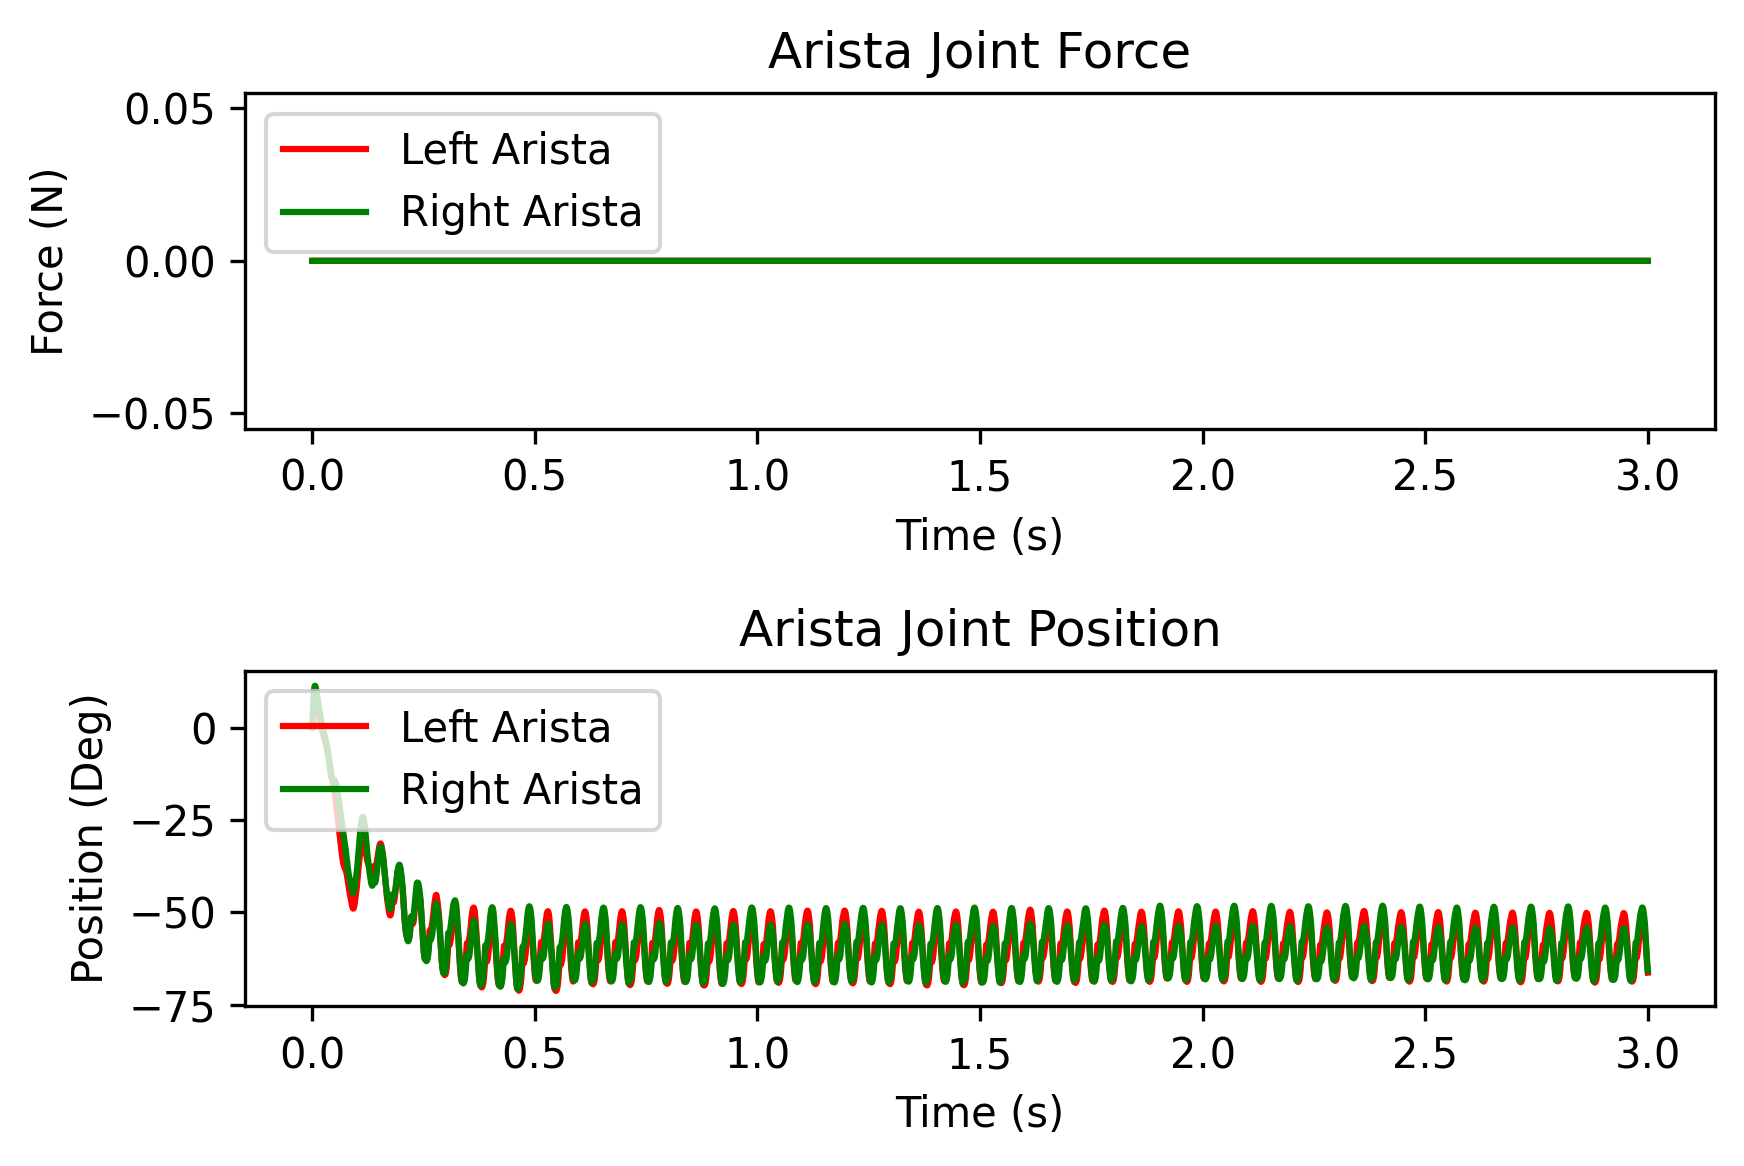 Arista Joint Force
Force (N)
0.05
0.00
−0.05
Left Arista
Right Arista
0.0 0.5 1.0 1.5 2.0 2.5 3.0
Time (s)
Arista Joint Position
Position (Deg)
0
−25
−50
−75
Left Arista
Right Arista
0.0 0.5 1.0 1.5 2.0 2.5 3.0
Time (s)